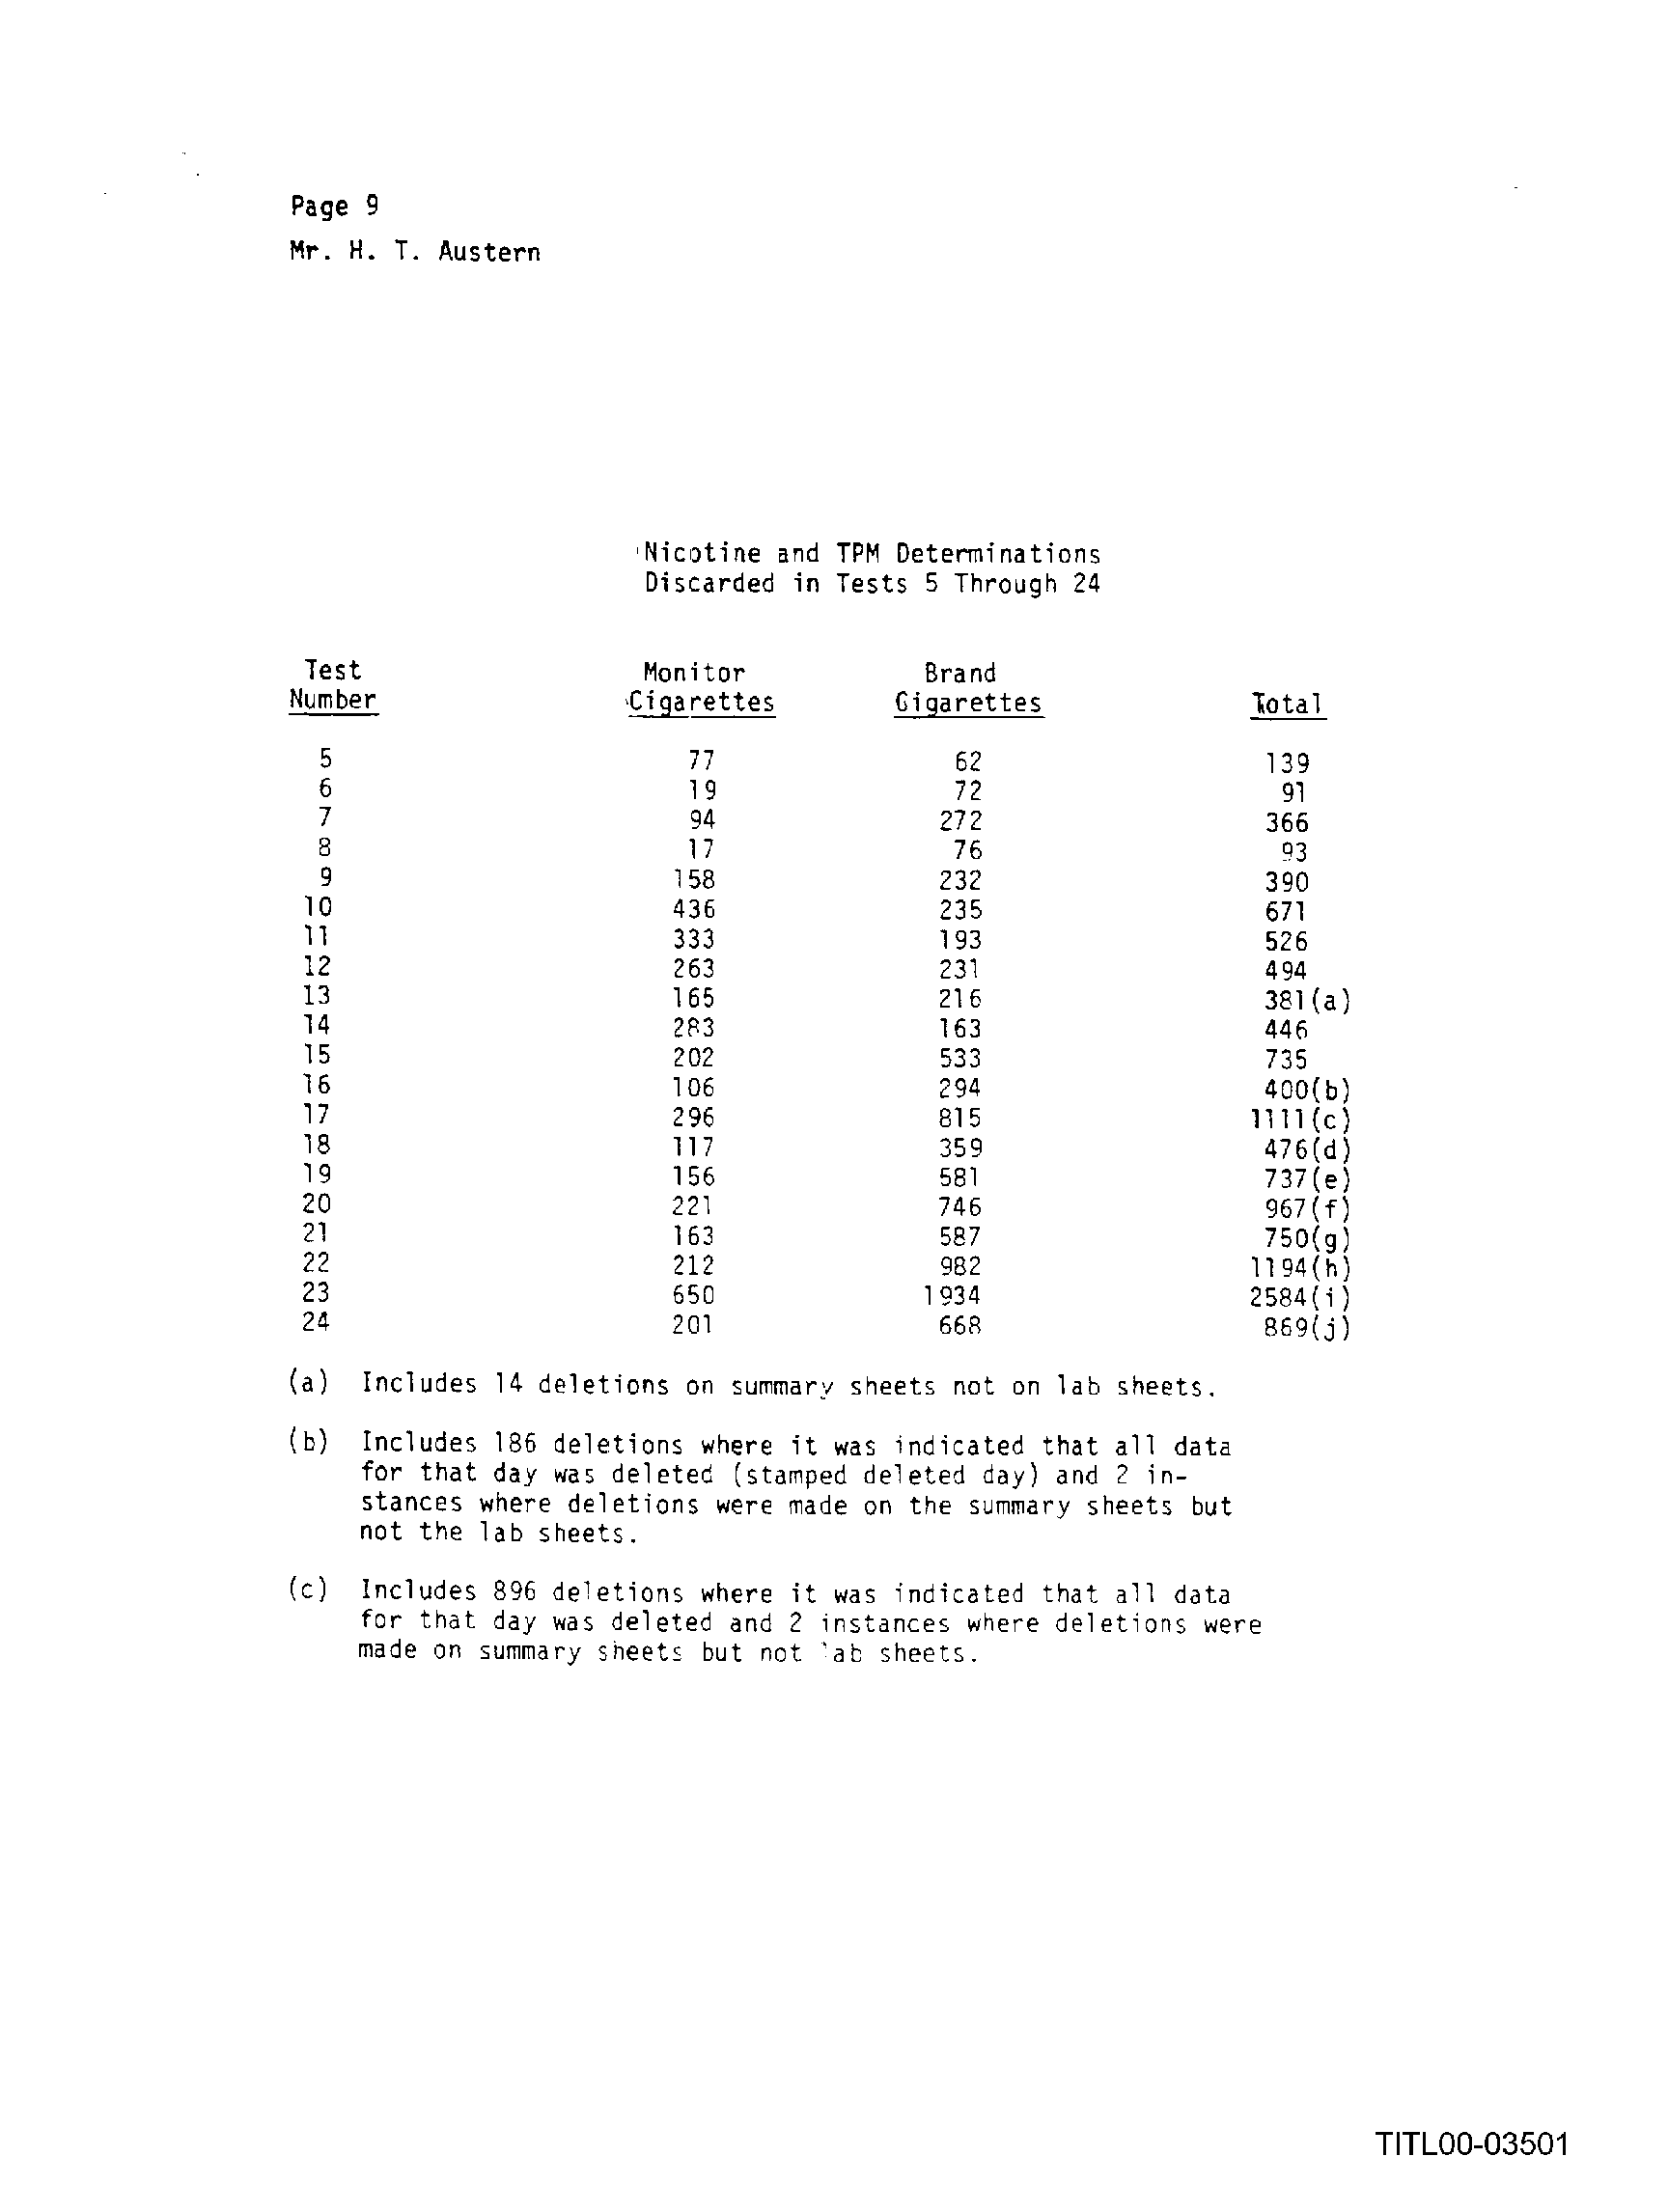 Page 9
Mr. H. T. Austern
Nicotine and TPM Determinations
Discarded in Tests 5 Through 24
Test Monitor Brand
Number Cigarettes Cigarettes Total
5 77 62 139
6 19 72 91
7 94 272 366
8 17 76 93
9 158 232 390
10 436 235 671
11 333 193 526
12 263 231 494
13 165 216 381(a)
14 283 163 446
15 202 533 735
16 106 294 400(b)
17 296 815 1111(c)
18 117 359 476(d)
19 156 581 737(e)
20 221 746 967(f)
21 163 587 750(g)
22 212 982 1194(h)
23 650 1934 2584(i)
24 201 668 869(j)
(a) Includes 14 deletions on summary sheets not on lab sheets.
(b) Includes 186 deletions where it was indicated that all data
for that day was deleted (stamped deleted day) and 2 in-
stances where deletions were made on the summary sheets but
not the lab sheets.
(c) Includes 896 deletions where it was indicated that all data
for that day was deleted and 2 instances where deletions were
made on summary sheets but not lab sheets.
TITL00-03501